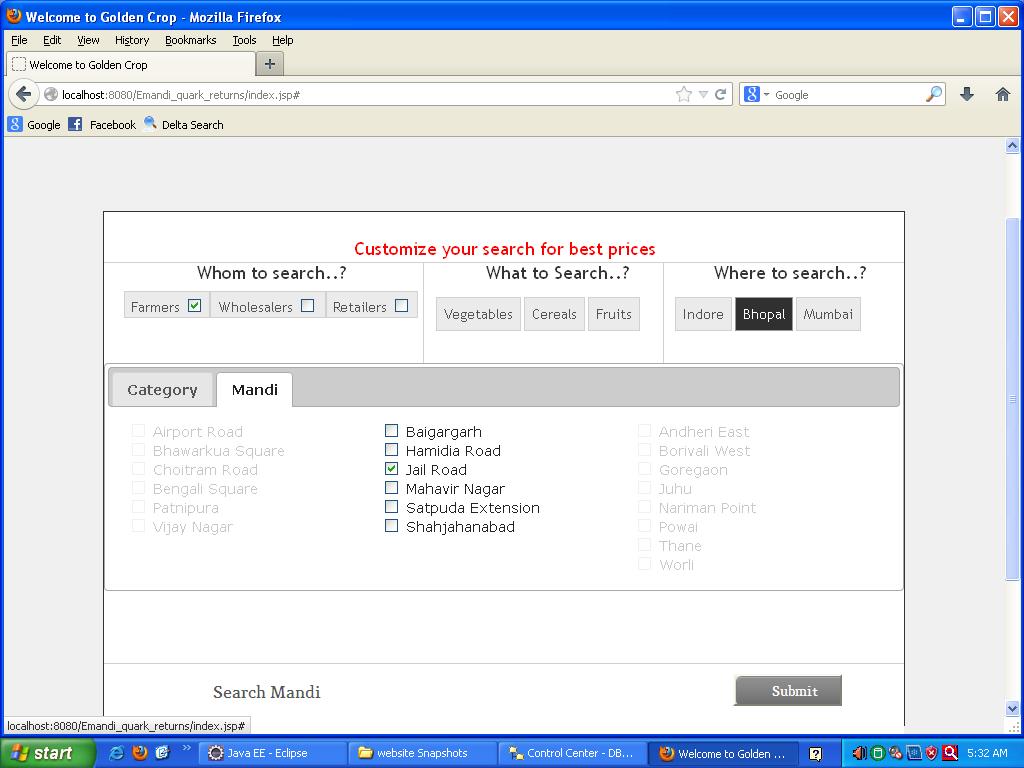 Welcome to Golden Crop - Mozilla Firefox
File Edit View History Bookmarks Tools Help
Welcome to Golden Crop +
localhost:8080/Emandi_quark_returns/index.jsp# Google
Google Facebook Delta Search
Customize your search for best prices
Whom to search..? What to Search..? Where to search..?
Farmers Wholesalers Retailers Vegetables Cereals Fruits Indore Bhopal Mumbai
Category Mandi
Airport Road Baigargarh Andheri East
Bhawarkua Square Hamidia Road Borivali West
Choitram Road Jail Road Goregaon
Bengali Square Mahavir Nagar Juhu
Patnipura Satpuda Extension Nariman Point
Vijay Nagar Shahjahanabad Powai
Thane
Worli
Search Mandi Submit
localhost:8080/Emandi_quark_returns/index.jsp#
start Java EE - Eclipse website Snapshots Control Center - DB... Welcome to Golden ... 5:32 AM